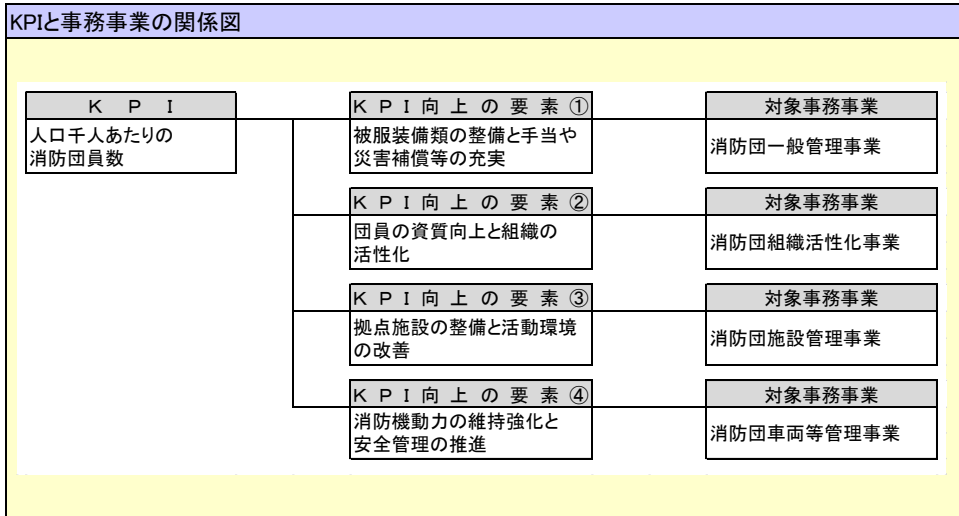 KPIと事務事業の関係図
K P I
人口千人あたりの
消防団員数
K P I 向 上 の 要 素 ①
被服装備類の整備と手当や
災害補償等の充実
対象事務事業
消防団一般管理事業
K P I 向 上 の 要 素 ②
団員の資質向上と組織の
活性化
対象事務事業
消防団組織活性化事業
K P I 向 上 の 要 素 ③
拠点施設の整備と活動環境
の改善
対象事務事業
消防団施設管理事業
K P I 向 上 の 要 素 ④
消防機動力の維持強化と
安全管理の推進
対象事務事業
消防団車両等管理事業